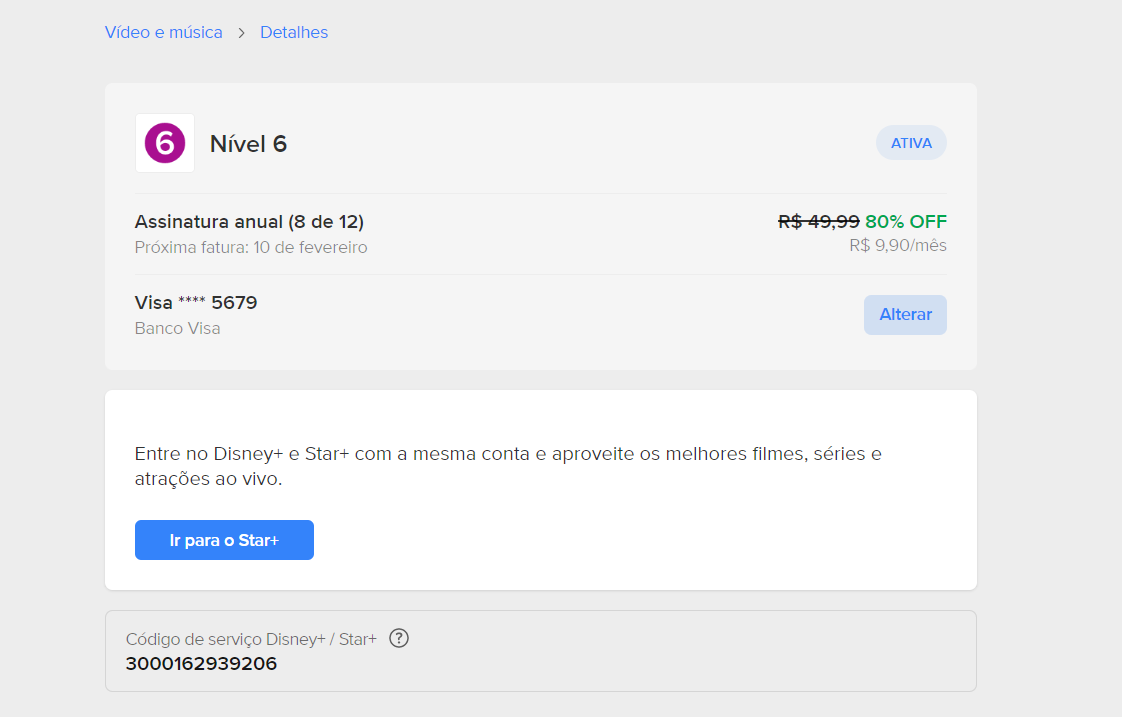 Vídeo e música > Detalhes
6 Nível 6 ATIVA
Assinatura anual (8 de 12) R$ 49,99 80% OFF
Próxima fatura: 10 de fevereiro R$ 9,90/mês
Visa **** 5679
Banco Visa
Alterar
Entre no Disney+ e Star+ com a mesma conta e aproveite os melhores filmes, séries e
atrações ao vivo.
Ir para o Star+
Código de serviço Disney+ / Star+ ?
3000162939206